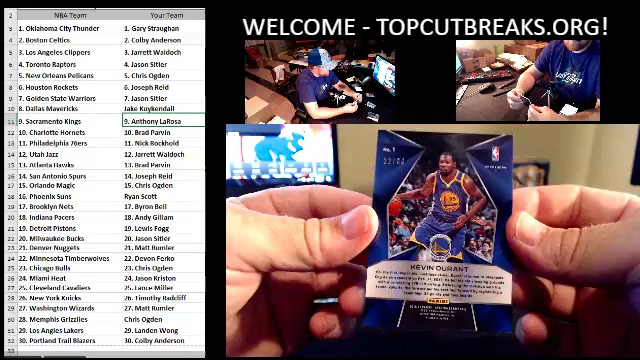 WELCOME - TOPCUTBREAKS.ORG!
NBA Team Your Team
1. Oklahoma City Thunder 1. Gary Straughan
2. Boston Celtics 2. Colby Anderson
3. Los Angeles Clippers 3. Jarrett Waldoch
4. Toronto Raptors 4. Jason Sitler
5. New Orleans Pelicans 5. Chris Ogden
6. Houston Rockets 6. Joseph Reid
7. Golden State Warriors 7. Jason Sitler
8. Dallas Mavericks Jake Kuykendall
9. Sacramento Kings 9. Anthony LaRosa
10. Charlotte Hornets 10. Brad Parvin
11. Philadelphia 76ers 11. Nick Rockhold
12. Utah Jazz 12. Jarrett Waldoch
13. Atlanta Hawks 13. Brad Parvin
14. San Antonio Spurs 14. Joseph Reid
15. Orlando Magic 15. Chris Ogden
16. Phoenix Suns Ryan Scott
17. Brooklyn Nets 17. Byron Bell
18. Indiana Pacers 18. Andy Gillam
19. Detroit Pistons 19. Lewis Fogg
20. Milwaukee Bucks 20. Jason Sitler
21. Denver Nuggets 21. Matt Rumler
22. Minnesota Timberwolves 22. Devon Ferko
23. Chicago Bulls 23. Chris Ogden
24. Miami Heat 24. Jason Kriston
25. Cleveland Cavaliers 25. Lance Miller
26. New York Knicks 26. Timothy Radcliff
27. Washington Wizards 27. Matt Rumler
28. Memphis Grizzlies Chris Ogden
29. Los Angeles Lakers 29. Landen Wong
30. Portland Trail Blazers 30. Colby Anderson
No. 1
KEVIN DURANT
PANINI